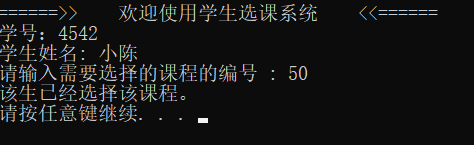 ======>>   欢迎使用学生选课系统   <<======
学号：4542
学生姓名: 小陈
请输入需要选择的课程的编号 : 50
该生已经选择该课程。
请按任意键继续. . .